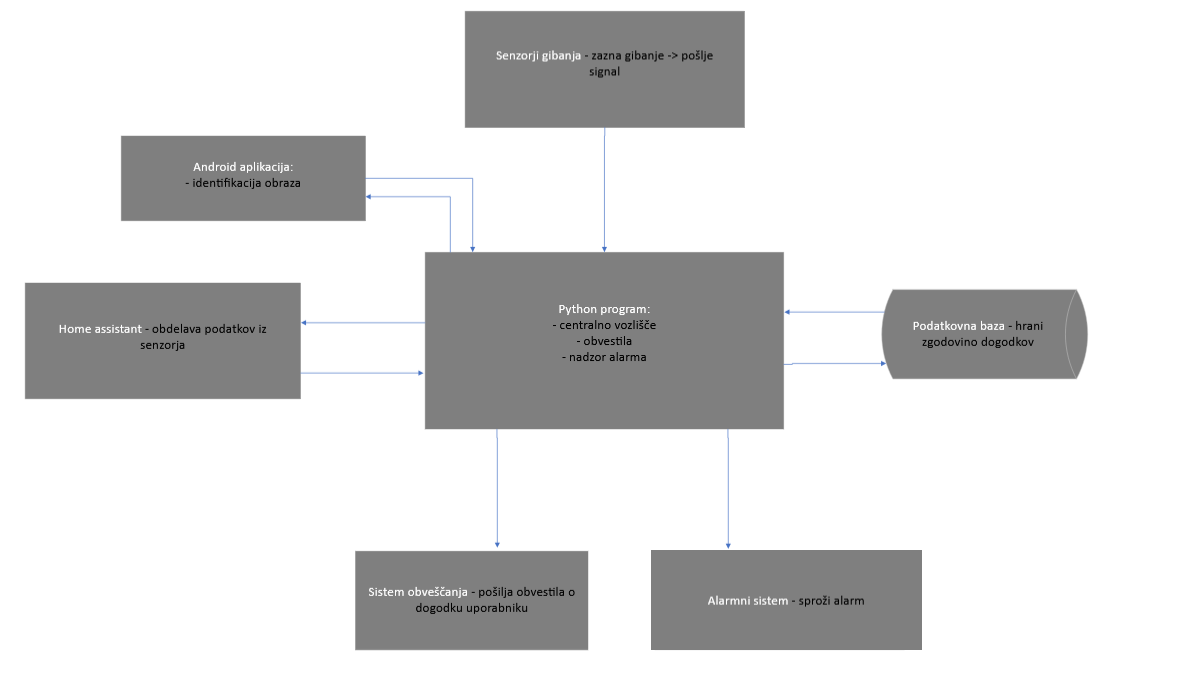 Senzorji gibanja - zazna gibanje -> pošlje
signal
Android aplikacija:
- identifikacija obraza
Home assistant - obdelava podatkov iz
senzorja
Python program:
- centralno vozlišče
- obvestila
- nadzor alarma
Podatkovna baza - hrani
zgodovino dogodkov
Sistem obveščanja - pošilja obvestila o
dogodku uporabniku
Alarmni sistem - sproži alarm